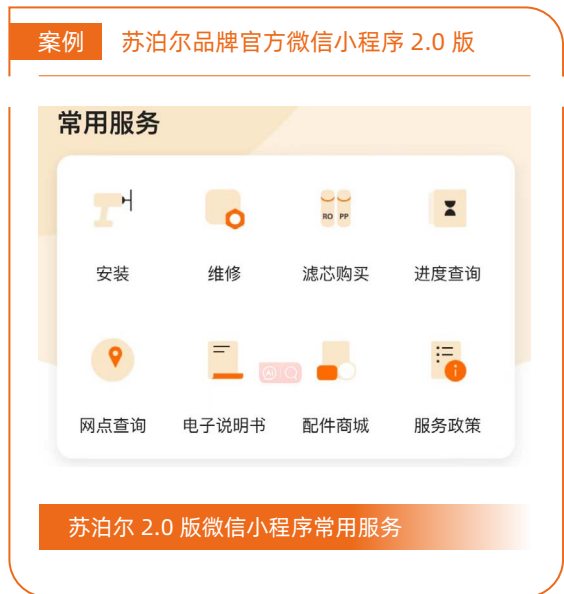 案例 苏泊尔品牌官方微信小程序 2.0 版
常用服务
RO PP
安装 维修 滤芯购买 进度查询
AI
网点查询 电子说明书 配件商城 服务政策
苏泊尔 2.0 版微信小程序常用服务